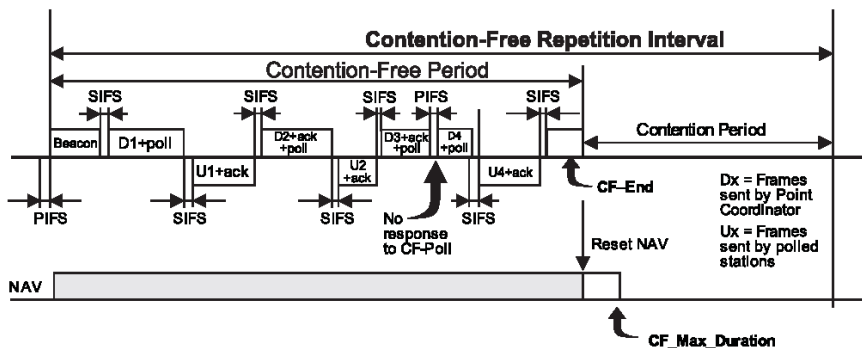 Contention-Free Repetition Interval
Contention-Free Period
SIFS
SIFS
SIFS
PIFS
SIFS
Contention Period
Beacon
D1+poll
D2+ack
+poll
D3+ack
+poll
D4
+poll
U1+ack
U2
+ack
U4+ack
PIFS
SIFS
SIFS
SIFS
No
response
to CF-Poll
CF-End
Dx = Frames
sent by Point
Coordinator
Ux = Frames
sent by polled
stations
Reset NAV
NAV
CF_Max_Duration